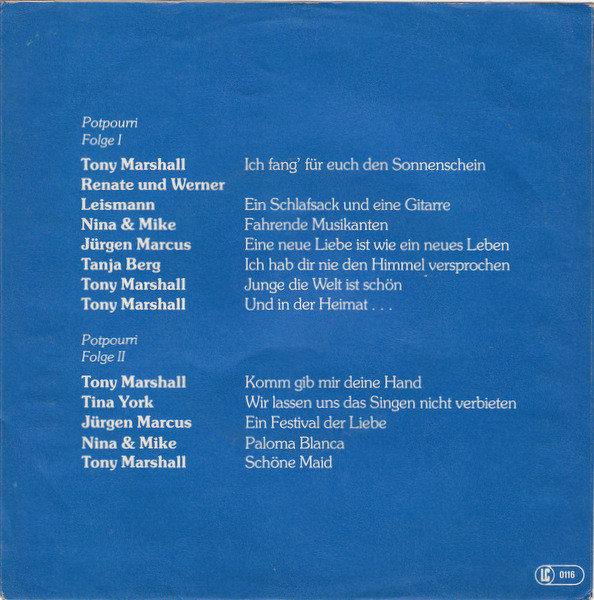 Potpourri
Folge I
Tony Marshall Ich fang' für euch den Sonnenschein
Renate und Werner
Leismann Ein Schlafsack und eine Gitarre
Nina & Mike Fahrende Musikanten
Jürgen Marcus Eine neue Liebe ist wie ein neues Leben
Tanja Berg Ich hab dir nie den Himmel versprochen
Tony Marshall Junge die Welt ist schön
Tony Marshall Und in der Heimat . . .
Potpourri
Folge II
Tony Marshall Komm gib mir deine Hand
Tina York Wir lassen uns das Singen nicht verbieten
Jürgen Marcus Ein Festival der Liebe
Nina & Mike Paloma Blanca
Tony Marshall Schöne Maid
LC 0116